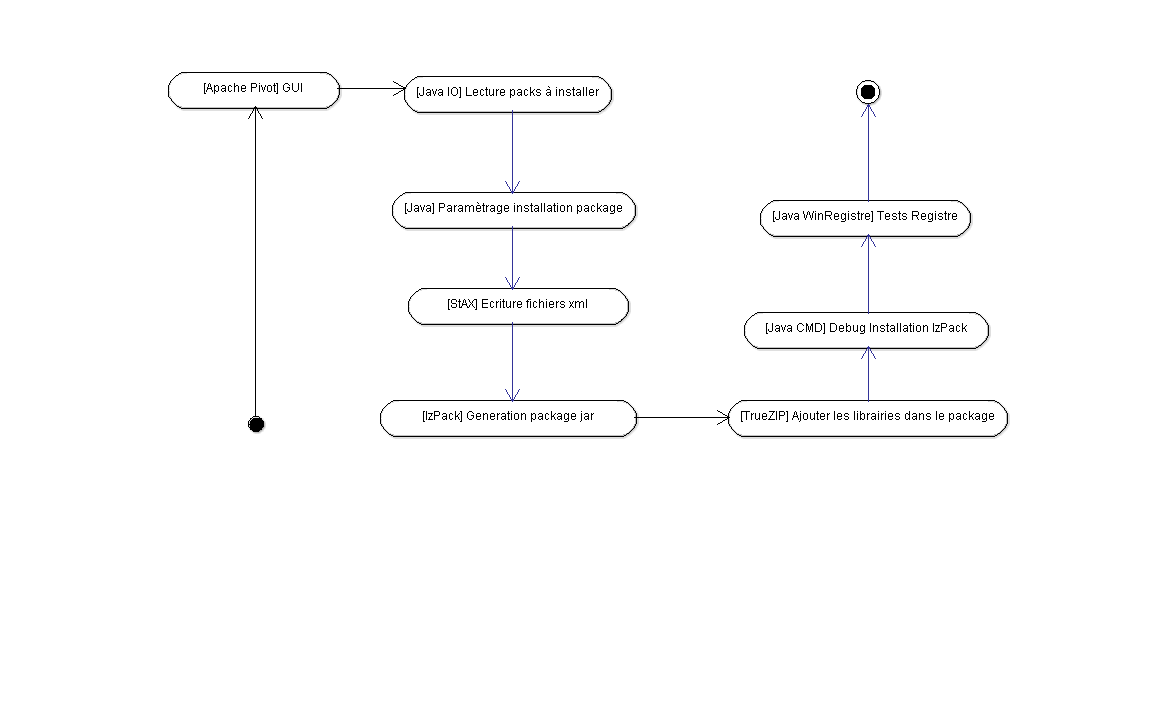 [Apache Pivot] GUI
[Java IO] Lecture packs à installer
[Java] Paramètrage installation package
[StAX] Ecriture fichiers xml
[IzPack] Generation package jar
[TrueZIP] Ajouter les librairies dans le package
[Java CMD] Debug Installation IzPack
[Java WinRegistre] Tests Registre